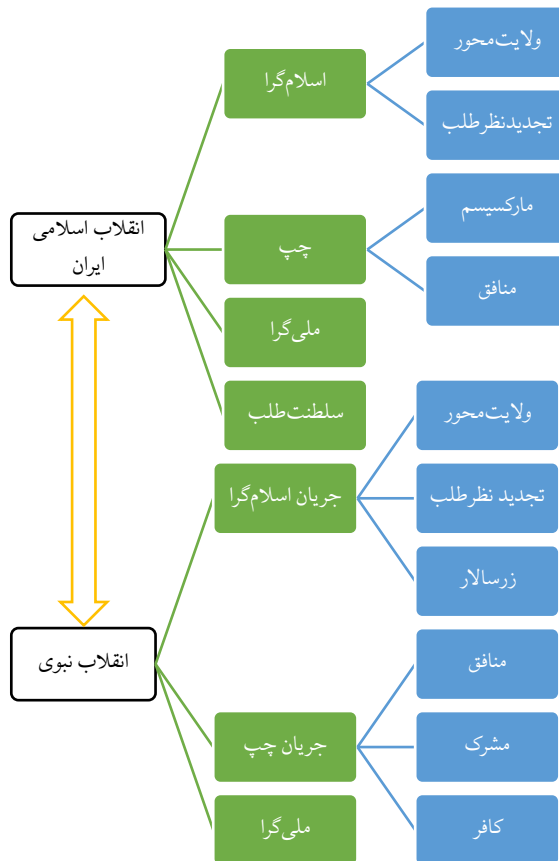 انقلاب اسلامی
ایران
اسلام‌گرا
ولایت‌محور
تجدیدنظرطلب
چپ
مارکسیسم
منافق
ملی‌گرا
سلطنت‌طلب
انقلاب نبوی
جریان اسلام‌گرا
ولایت‌محور
تجدید نظرطلب
زرسالار
جریان چپ
منافق
مشرک
کافر
ملی‌گرا